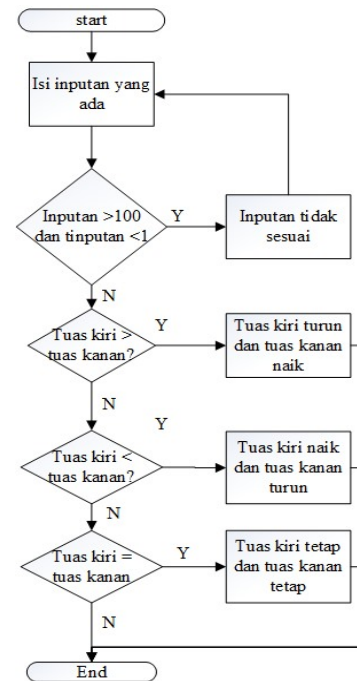 start
Isi inputan yang
ada
Inputan >100
dan tinputan <1
Y
Inputan tidak
sesuai
N
Tuas kiri >
tuas kanan?
Y
Tuas kiri turun
dan tuas kanan
naik
N
Tuas kiri <
tuas kanan?
Y
Tuas kiri naik
dan tuas kanan
turun
N
Tuas kiri =
tuas kanan
Y
Tuas kiri tetap
dan tuas kanan
tetap
N
End